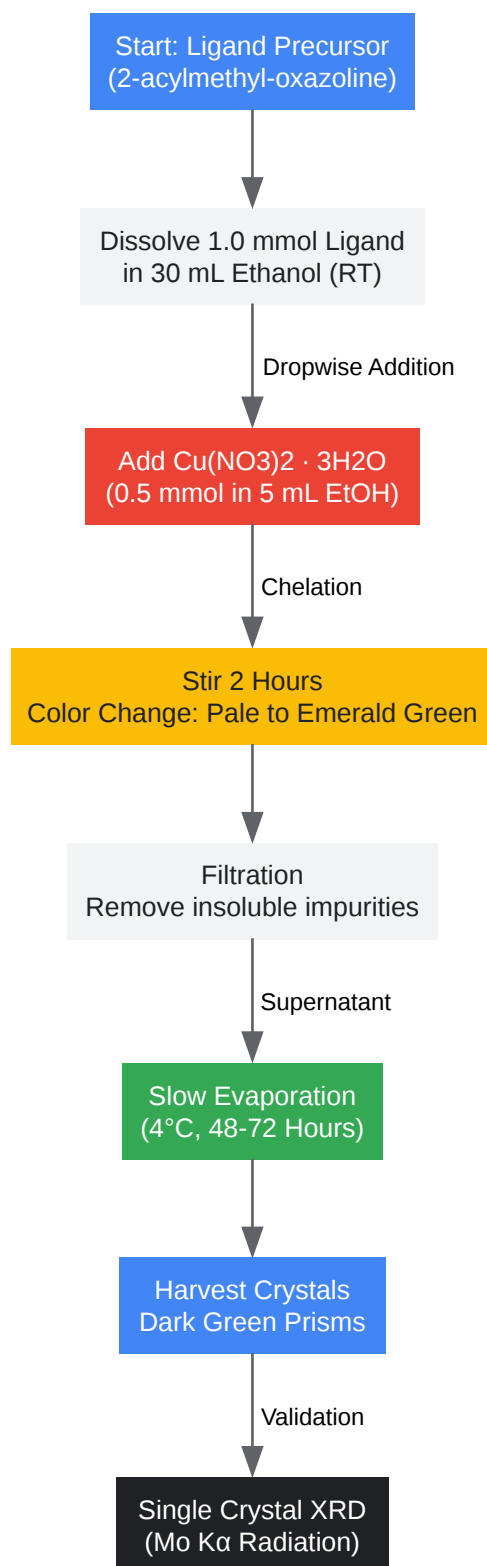 Start: Ligand Precursor
(2-acylmethyl-oxazoline)
Dissolve 1.0 mmol Ligand
in 30 mL Ethanol (RT)
Dropwise Addition
Add Cu(NO3)2 · 3H2O
(0.5 mmol in 5 mL EtOH)
Chelation
Stir 2 Hours
Color Change: Pale to Emerald Green
Filtration
Remove insoluble impurities
Supernatant
Slow Evaporation
(4°C, 48-72 Hours)
Harvest Crystals
Dark Green Prisms
Validation
Single Crystal XRD
(Mo Kα Radiation)